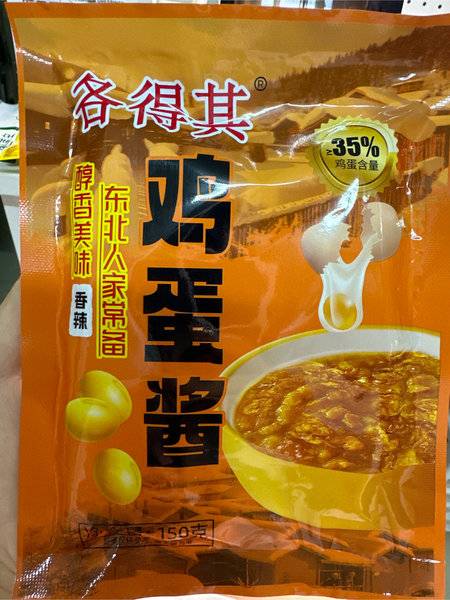 各得其®
≥35%
鸡蛋含量
鸡蛋酱
东北人家常备
醇香美味
香辣
150克